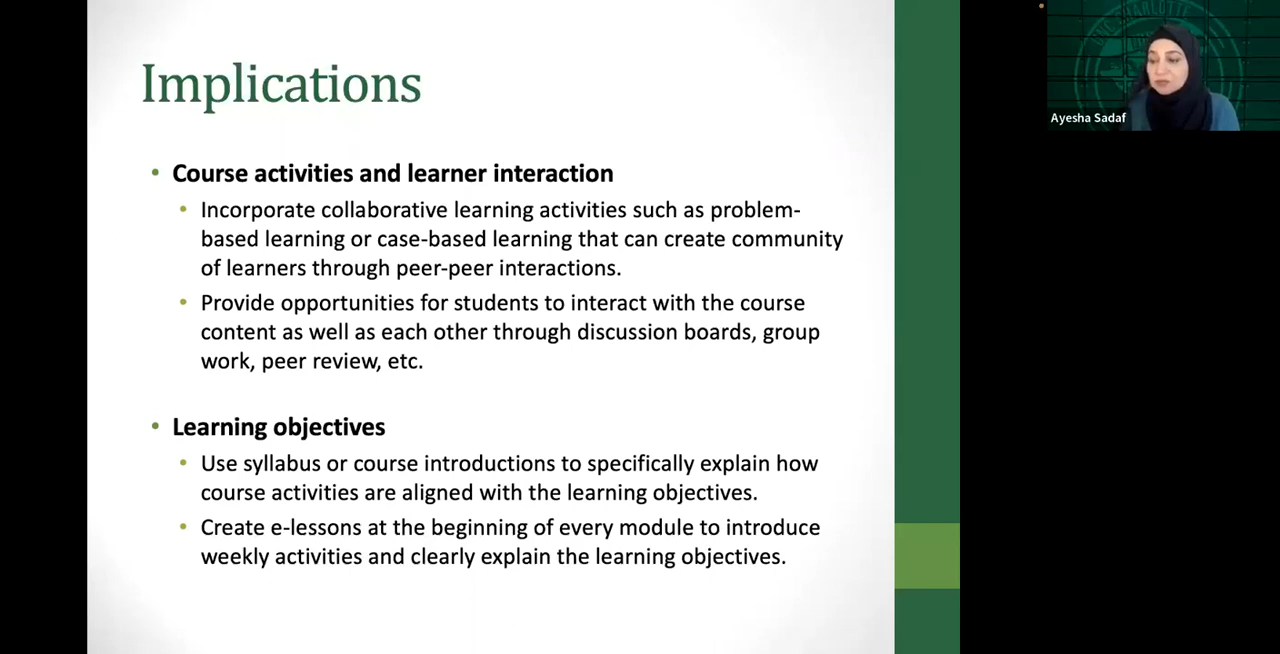 Implications
• Course activities and learner interaction
• Incorporate collaborative learning activities such as problem-
based learning or case-based learning that can create community
of learners through peer-peer interactions.
• Provide opportunities for students to interact with the course
content as well as each other through discussion boards, group
work, peer review, etc.
• Learning objectives
• Use syllabus or course introductions to specifically explain how
course activities are aligned with the learning objectives.
• Create e-lessons at the beginning of every module to introduce
weekly activities and clearly explain the learning objectives.
Ayesha Sadaf